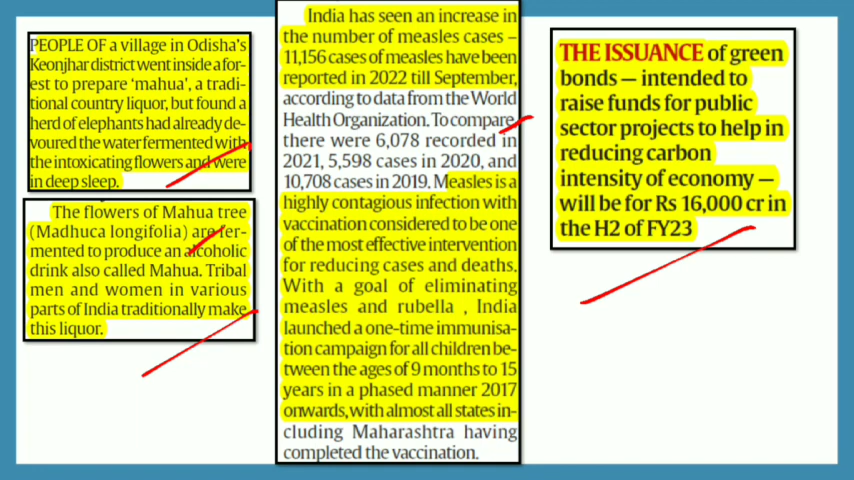 PEOPLE OF a village in Odisha's
Keonjhar district went inside a for-
est to prepare 'mahua', a tradi-
tional country liquor, but found a
herd of elephants had already de-
voured the water fermented with
the intoxicating flowers and were
in deep sleep.
The flowers of Mahua tree
(Madhuca longifolia) are fer-
mented to produce an alcoholic
drink also called Mahua. Tribal
men and women in various
parts of India traditionally make
this liquor.
India has seen an increase in
the number of measles cases –
11,156 cases of measles have been
reported in 2022 till September,
according to data from the World
Health Organization. To compare,
there were 6,078 recorded in
2021, 5,598 cases in 2020, and
10,708 cases in 2019. Measles is a
highly contagious infection with
vaccination considered to be one
of the most effective intervention
for reducing cases and deaths.
With a goal of eliminating
measles and rubella , India
launched a one-time immunisa-
tion campaign for all children be-
tween the ages of 9 months to 15
years in a phased manner 2017
onwards, with almost all states in-
cluding Maharashtra having
completed the vaccination.
THE ISSUANCE of green
bonds — intended to
raise funds for public
sector projects to help in
reducing carbon
intensity of economy —
will be for Rs 16,000 cr in
the H2 of FY23